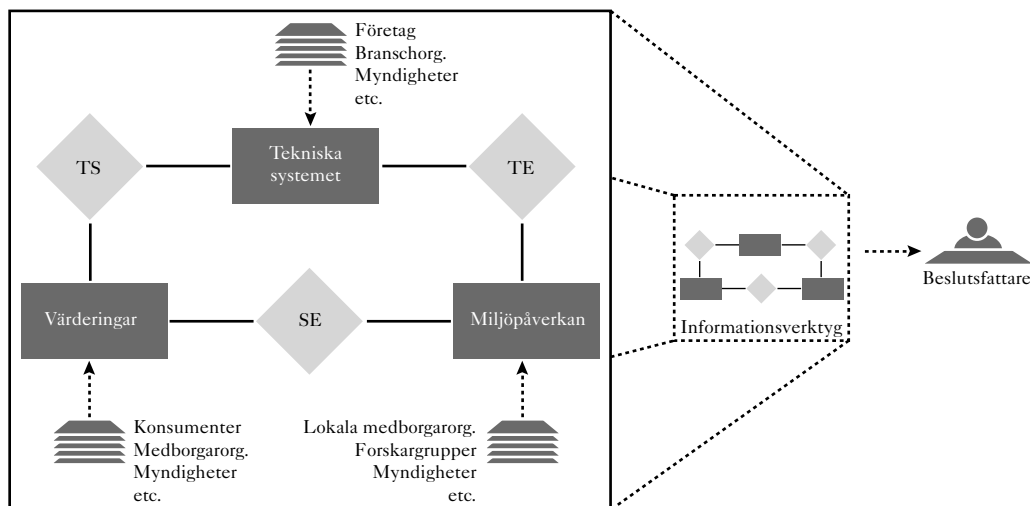 Företag
Branschorg.
Myndigheter
etc.
TS
Tekniska
systemet
TE
Värderingar
SE
Miljöpåverkan
Konsumenter
Medborgarorg.
Myndigheter
etc.
Lokala medborgarorg.
Forskargrupper
Myndigheter
etc.
Informationsverktyg
Beslutsfattare